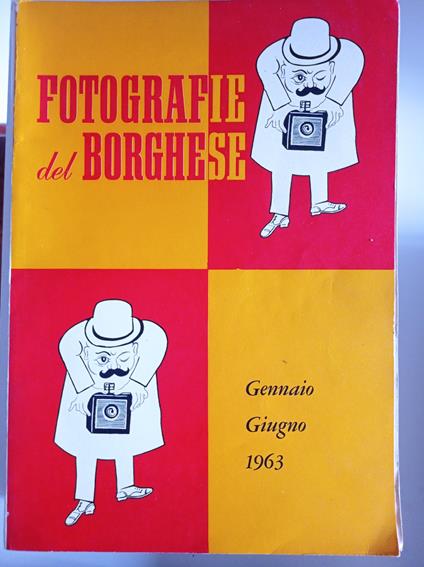 FOTOGRAFIE
del BORGHESE
Gennaio
Giugno
1963